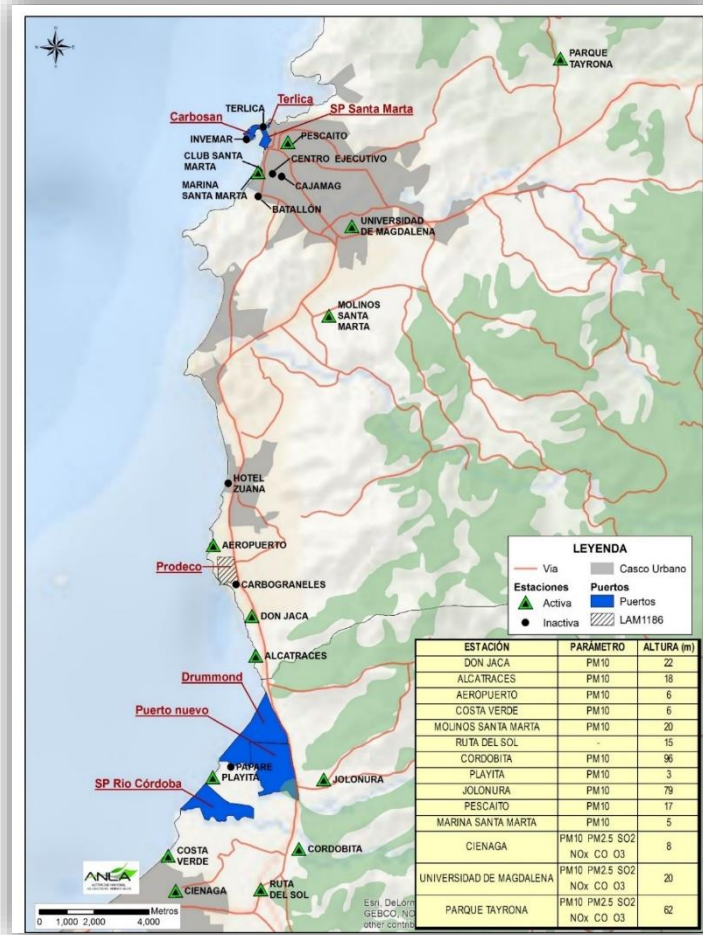 PARQUE
TAYRONA
TERLICA
Terlica
Carbosan
SP Santa Marta
INVEMAR
PESCAITO
CLUB SANTA
MARTA
CENTRO EJECUTIVO
CAJAMAG
MARINA
SANTA MARTA
BATALLÓN
UNIVERSIDAD
DE MAGDALENA
MOLINOS
SANTA
MARTA
HOTEL
ZUANA
AEROPUERTO
Prodeco
CARBOGRANELES
DON JACA
ALCATRACES
Drummond
Puerto nuevo
PAPARE
PLAYITA
JOLONURA
SP Rio Córdoba
COSTA
VERDE
CORDOBITA
CIENAGA
RUTA
DEL SOL
LEYENDA
Via
Casco Urbano
Estaciones
Puertos
Activa
Puertos
Inactiva
LAM1186
ESTACIÓN PARÁMETRO ALTURA (m)
DON JACA PM10 22
ALCATRACES PM10 18
AEROPUERTO PM10 6
COSTA VERDE PM10 6
MOLINOS SANTA MARTA PM10 20
RUTA DEL SOL - 15
CORDOBITA PM10 96
PLAYITA PM10 3
JOLONURA PM10 79
PESCAITO PM10 17
MARINA SANTA MARTA PM10 5
CIENAGA PM10 PM2.5 SO2 NOx CO O3 8
UNIVERSIDAD DE MAGDALENA PM10 PM2.5 SO2 NOx CO O3 20
PARQUE TAYRONA PM10 PM2.5 SO2 NOx CO O3 62
ANLA
Metros
0 1,000 2,000 4,000
Esri, DeLorm
GEBCO, NO
other contrib